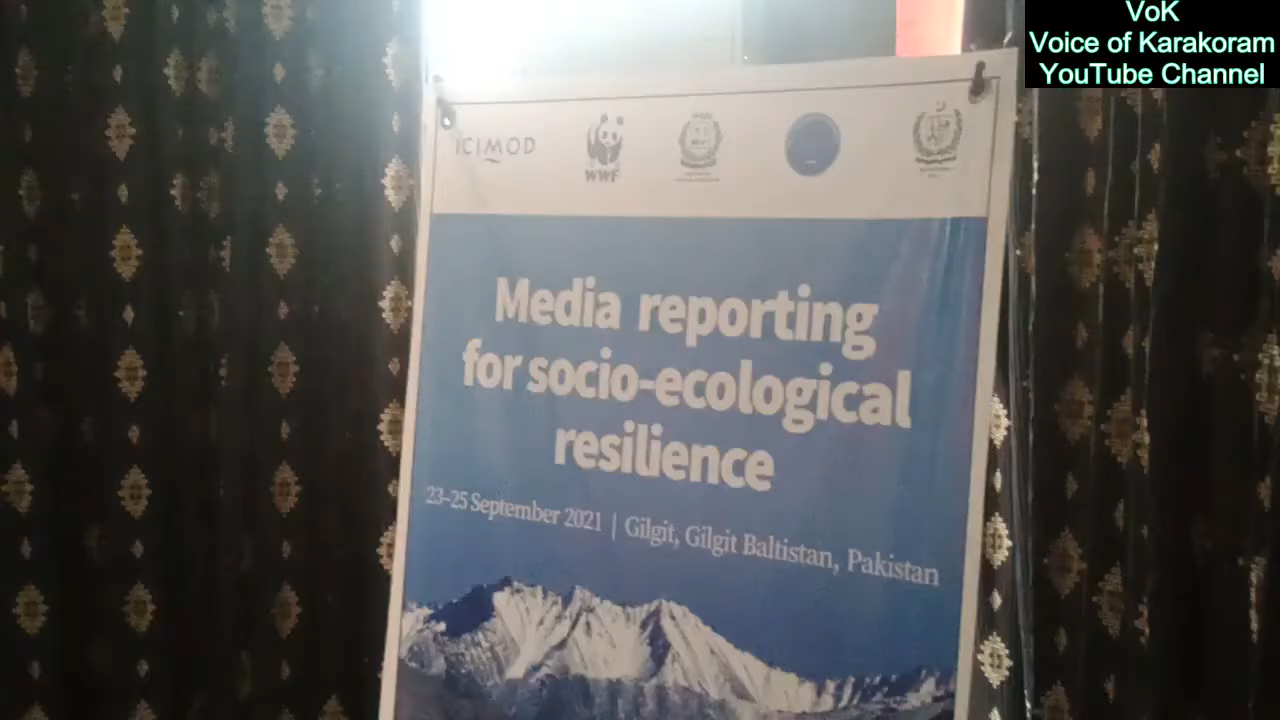 VoK
Voice of Karakoram
YouTube Channel
ICIMOD
WWF
Media reporting
for socio-ecological
resilience
23-25 September 2021 | Gilgit, Gilgit Baltistan, Pakistan